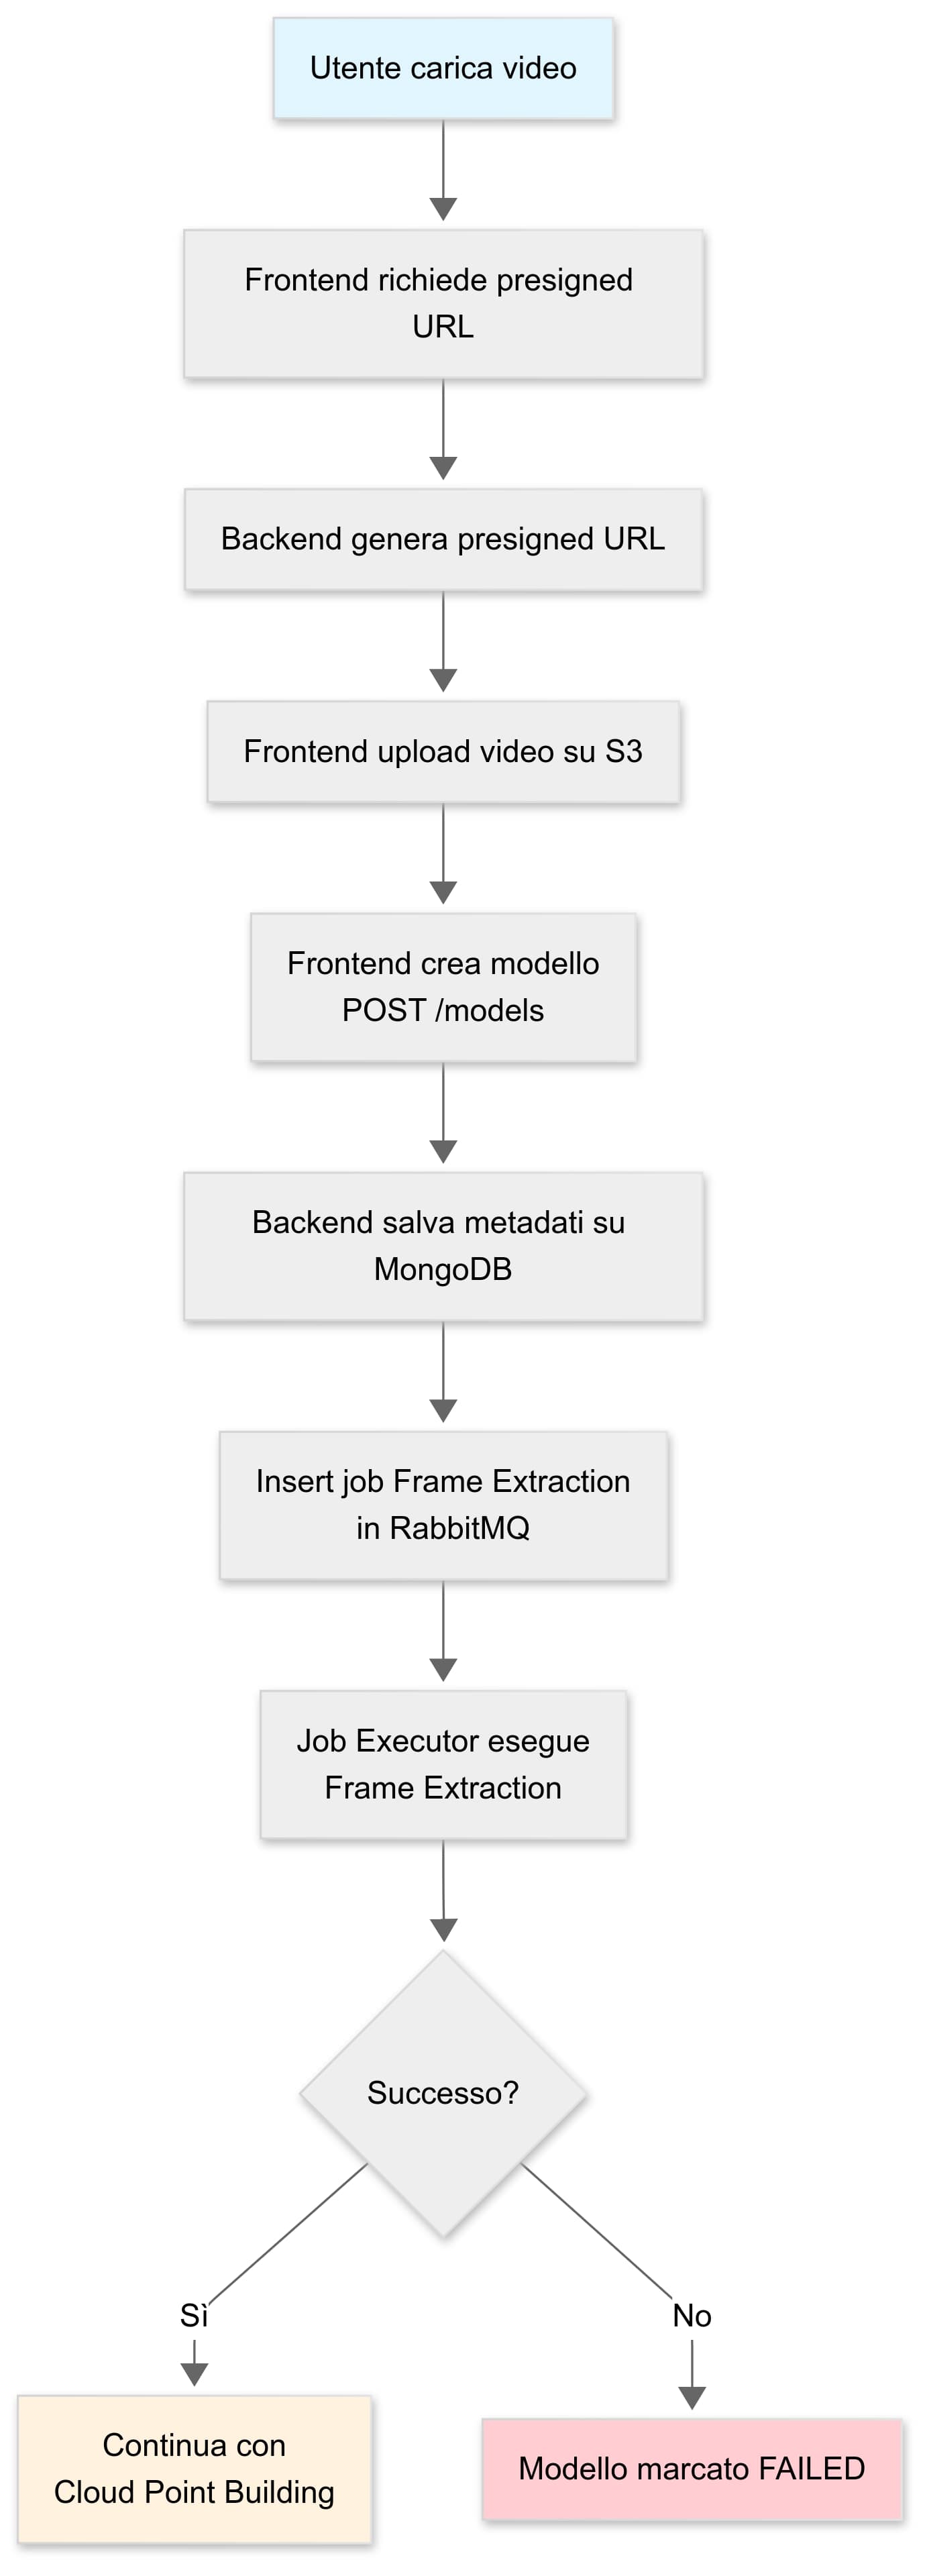 Utente carica video
Frontend richiede presigned
URL
Backend genera presigned URL
Frontend upload video su S3
Frontend crea modello
POST /models
Backend salva metadati su
MongoDB
Insert job Frame Extraction
in RabbitMQ
Job Executor esegue
Frame Extraction
Successo?
Sì
No
Continua con
Cloud Point Building
Modello marcato FAILED